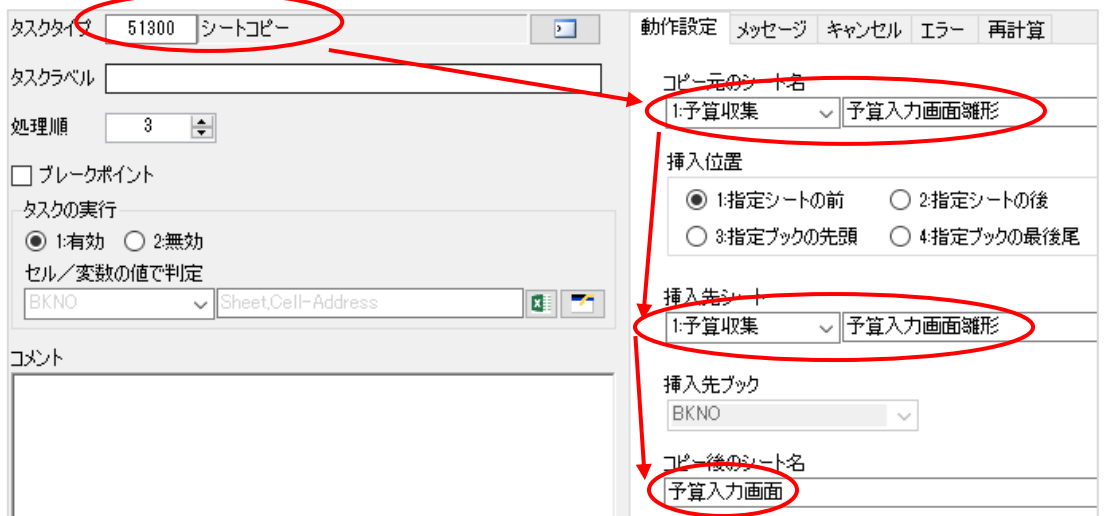 タスクタイプ 51300 シートコピー
タスクラベル
処理順 3
ブレークポイント
タスクの実行
1:有効 2:無効
セル／変数の値で判定
BKNO Sheet,Cell-Address
コメント
動作設定 メッセージ キャンセル エラー 再計算
コピー元のシート名
1:予算収集 予算入力画面雛形
挿入位置
1:指定シートの前 2:指定シートの後
3:指定ブックの先頭 4:指定ブックの最後尾
挿入先シート
1:予算収集 予算入力画面雛形
挿入先ブック
BKNO
コピー後のシート名
予算入力画面